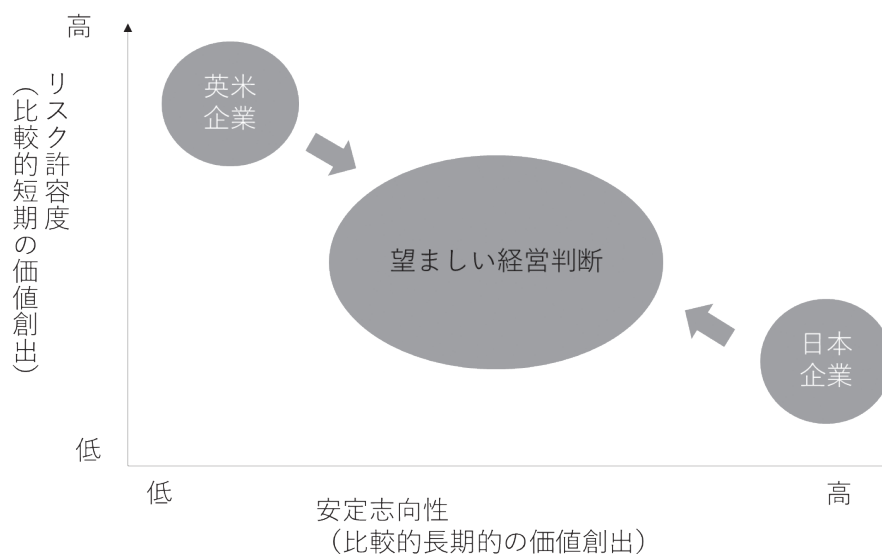 高
リスク許容度
（比較的短期の価値創出）
英米
企業
望ましい経営判断
日本
企業
低
低
高
安定志向性
（比較的長期的の価値創出）